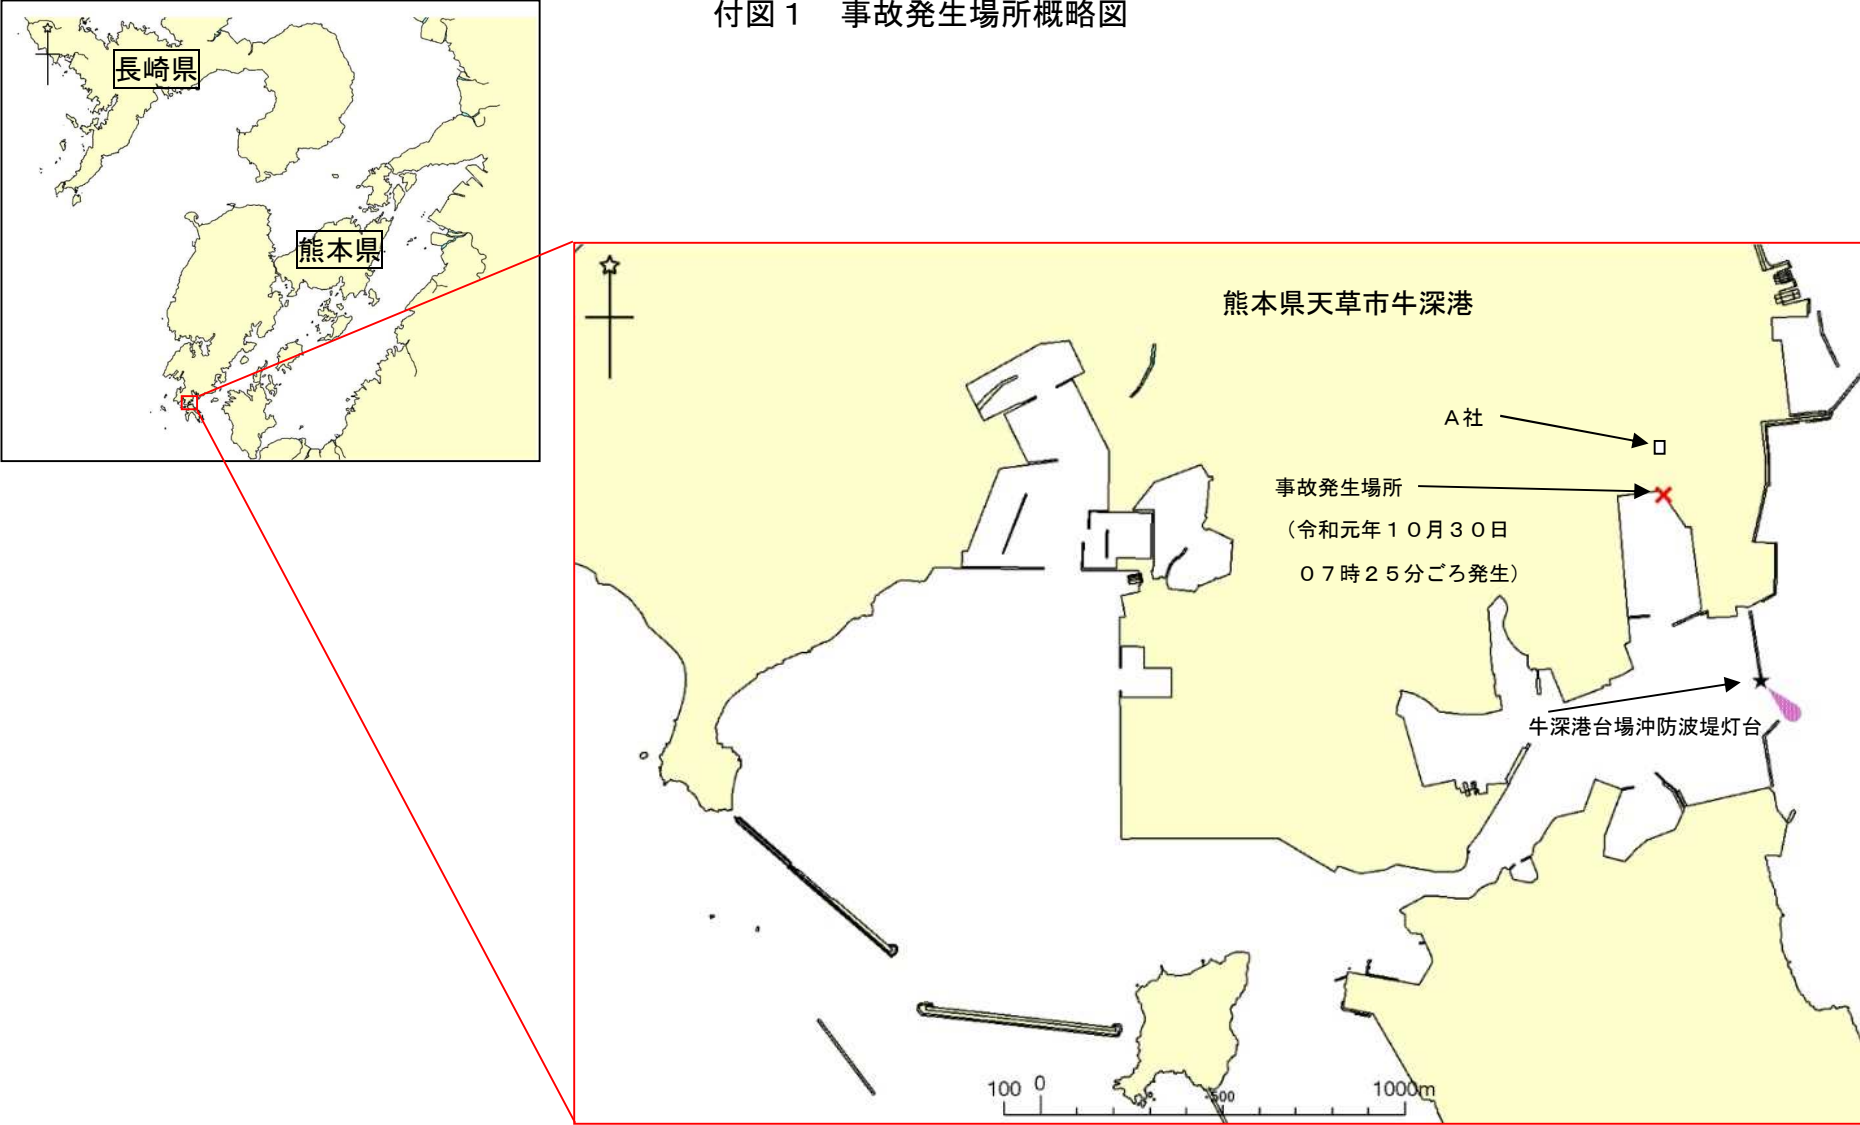 付図１　事故発生場所概略図
長崎県
熊本県
熊本県天草市牛深港
Ａ社
事故発生場所
（令和元年１０月３０日
０７時２５分ごろ発生）
牛深港台場沖防波堤灯台
100 0 500 1000m